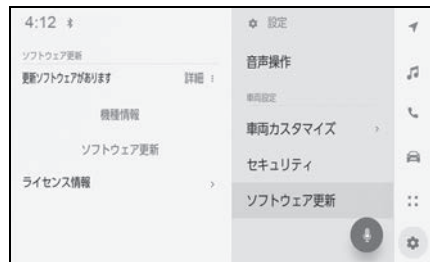 4:12
ソフトウェア更新
更新ソフトウェアがあります 詳細
機種情報
ソフトウェア更新
ライセンス情報
設定
音声操作
車両設定
車両カスタマイズ
セキュリティ
ソフトウェア更新